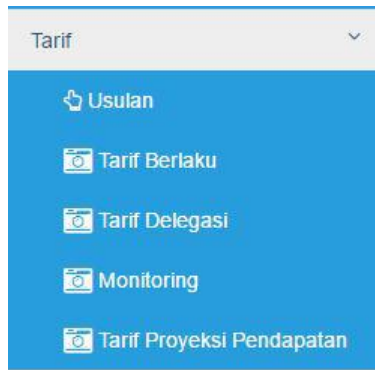 Tarif
Usulan
Tarif Berlaku
Tarif Delegasi
Monitoring
Tarif Proyeksi Pendapatan